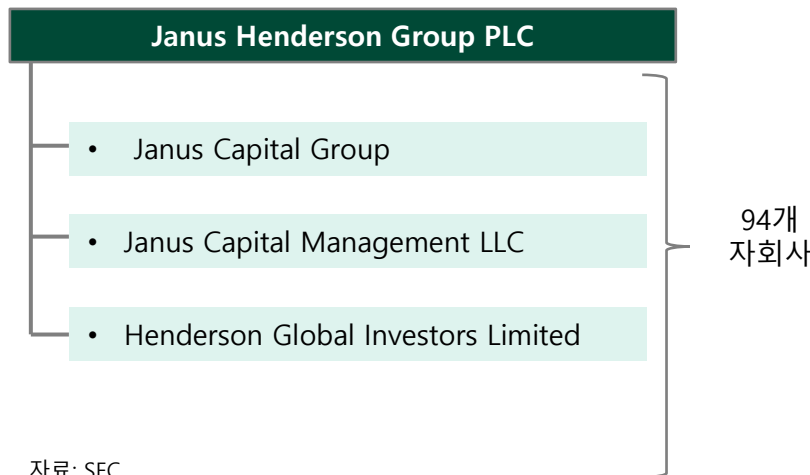 Janus Henderson Group PLC
• Janus Capital Group
• Janus Capital Management LLC
• Henderson Global Investors Limited
94개
자회사
자료: SEC